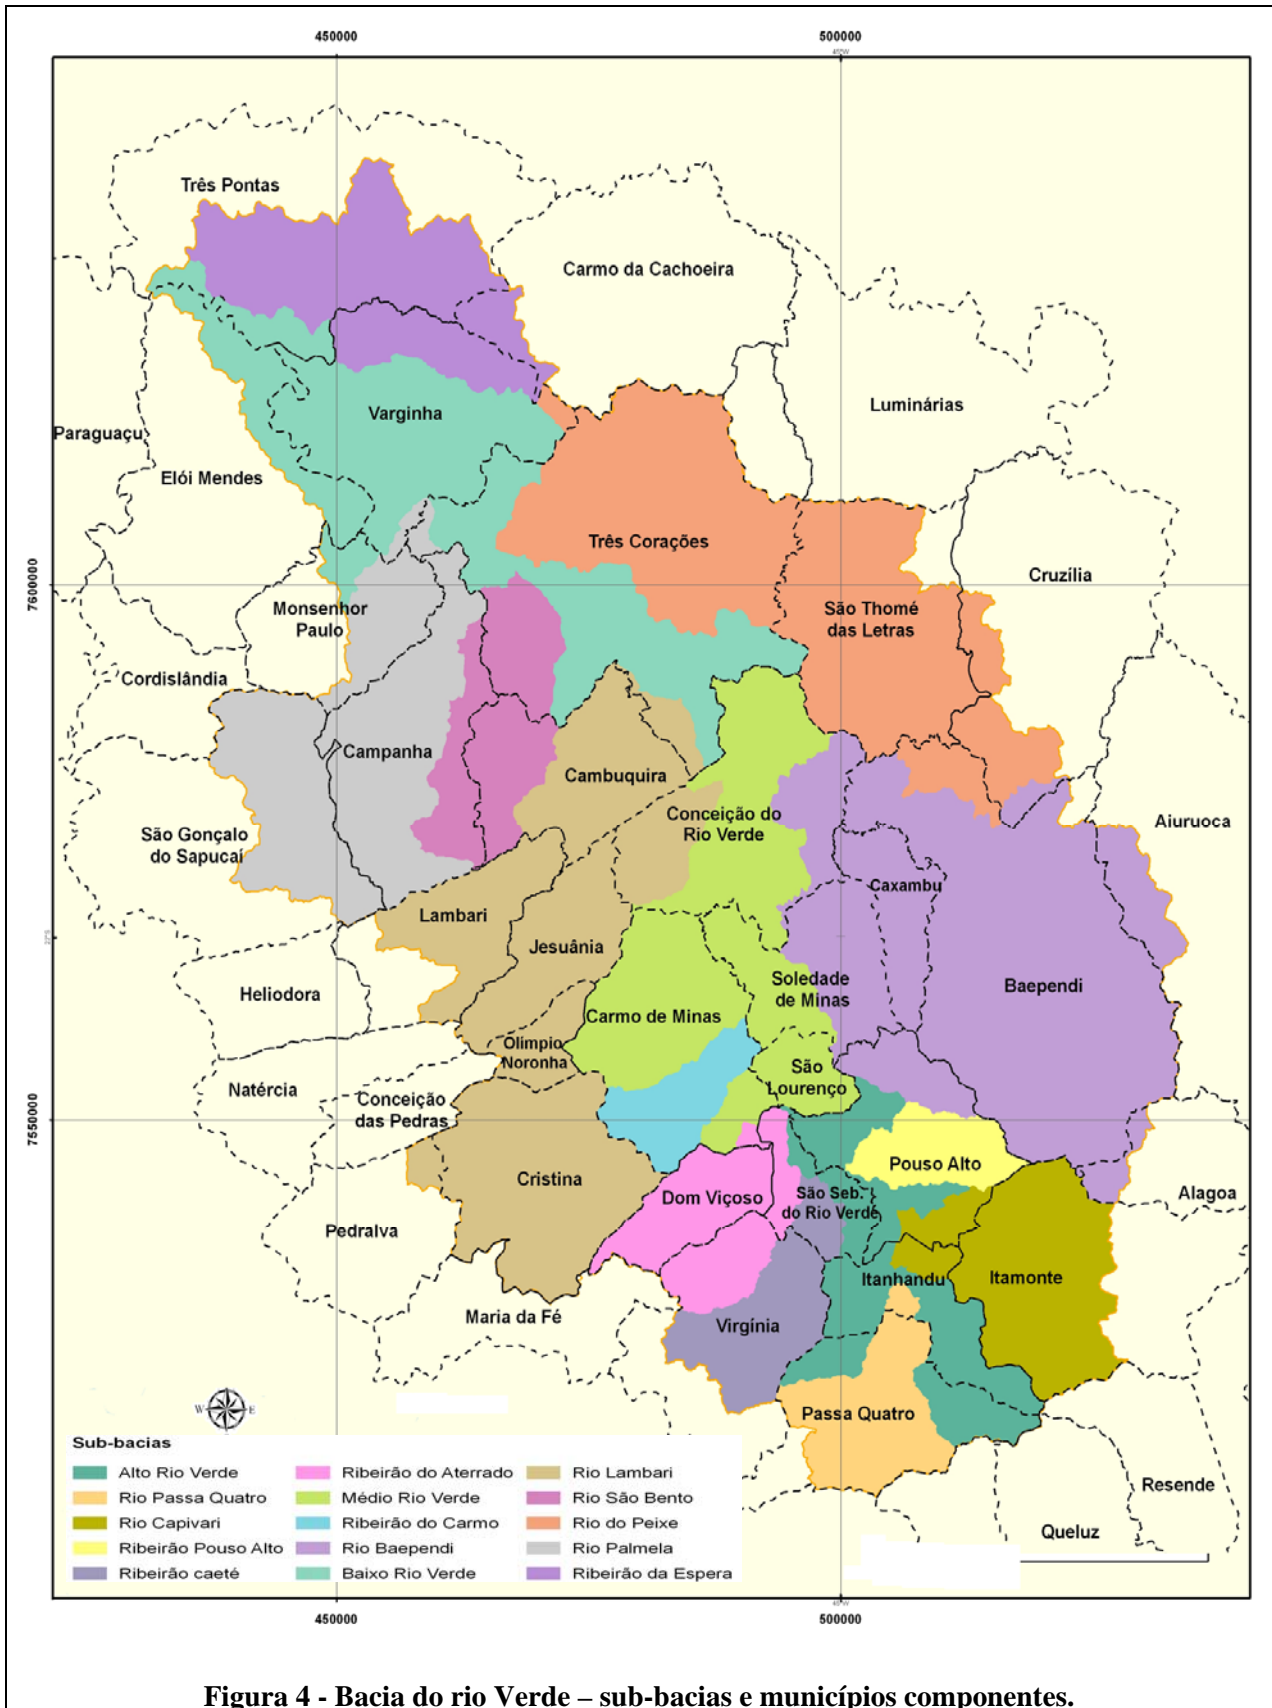 450000
500000
45°W
Três Pontas
Carmo da Cachoeira
Luminárias
Varginha
Paraguaçu
Elói Mendes
Três Corações
Cruzília
Monsenhor
Paulo
São Thomé
das Letras
Cordislândia
Campanha
Cambuquira
Conceição do
Rio Verde
Aiuruoca
São Gonçalo
do Sapucai
Caxambu
Lambari
Jesuânia
Heliodora
Soledade
de Minas
Baependi
Carmo de Minas
Olimpio
Noronha
São
Lourenço
Natércia
Conceição
das Pedras
Pouso Alto
Cristina
Dom Viçoso
São Seb.
do Rio Verde
Alagoa
Pedralva
Itanhandu
Itamonte
Maria da Fé
Virgínia
Passa Quatro
Resende
Queluz
7600000
22°S
7550000
W E
Sub-bacias
Alto Rio Verde
Rio Passa Quatro
Rio Capivari
Ribeirão Pouso Alto
Ribeirão caeté
Ribeirão do Aterrado
Médio Rio Verde
Ribeirão do Carmo
Rio Baependi
Baixo Rio Verde
Rio Lambari
Rio São Bento
Rio do Peixe
Rio Palmela
Ribeirão da Espera
45°W
450000
500000
Figura 4 - Bacia do rio Verde – sub-bacias e municípios componentes.